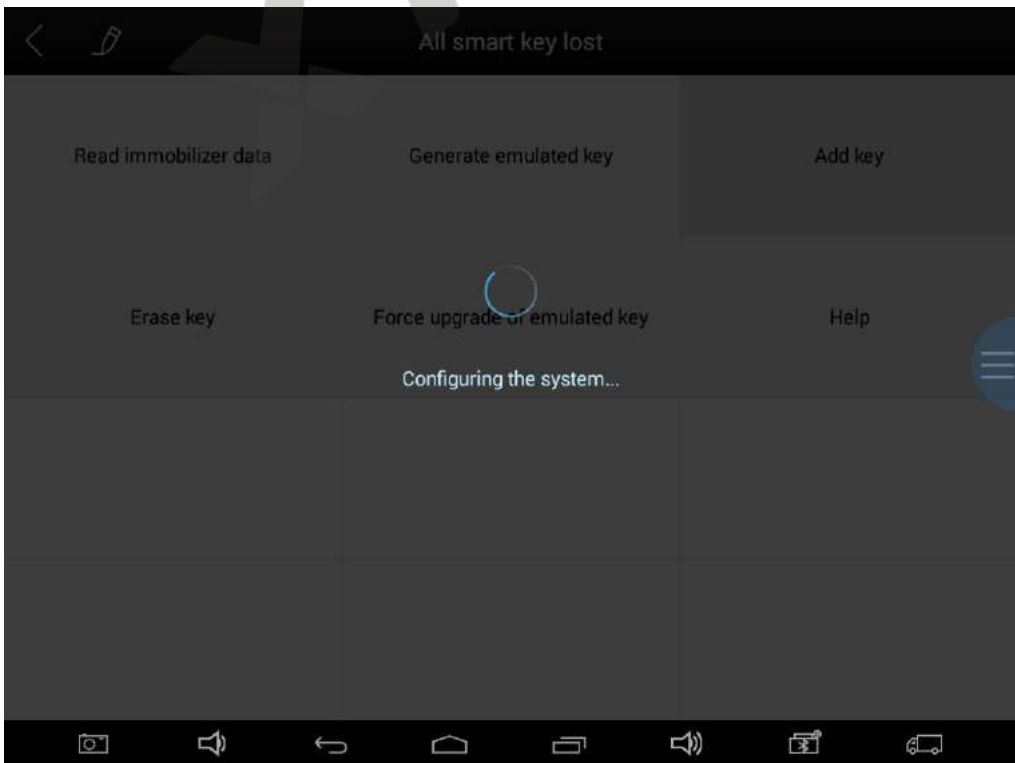 All smart key lost
Read immobilizer data
Generate emulated key
Add key
Erase key
Force upgrade of emulated key
Help
Configuring the system...